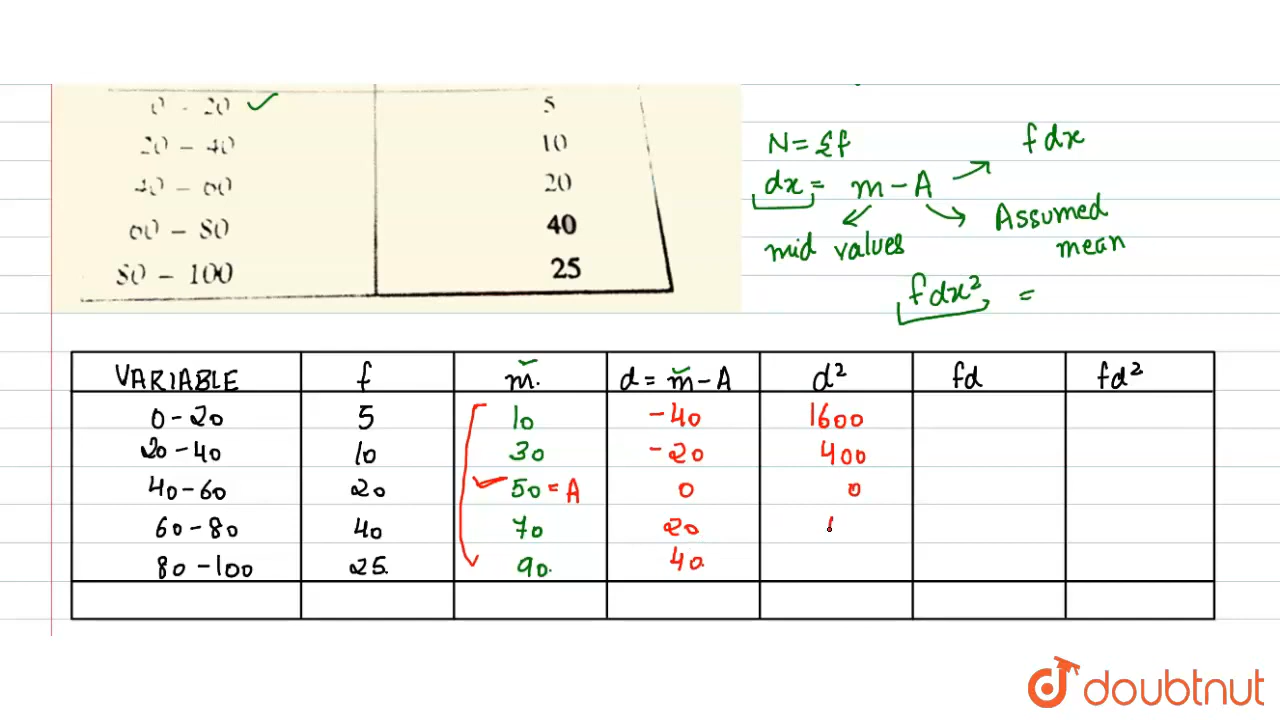 0 - 20 ✓ 5
20 - 40 10
40 - 60 20
60 - 80 40
80 - 100 25
N = Σf
fdx
dx = m - A
mid values
Assumed mean
fdx² =
VARIABLE f m. d = m - A d² fd fd²
0 - 20 5 10 -40 1600
20 - 40 10 30 -20 400
40 - 60 20 50 = A 0 0
60 - 80 40 70 20
80 - 100 25. 90. 40.
doubtnut